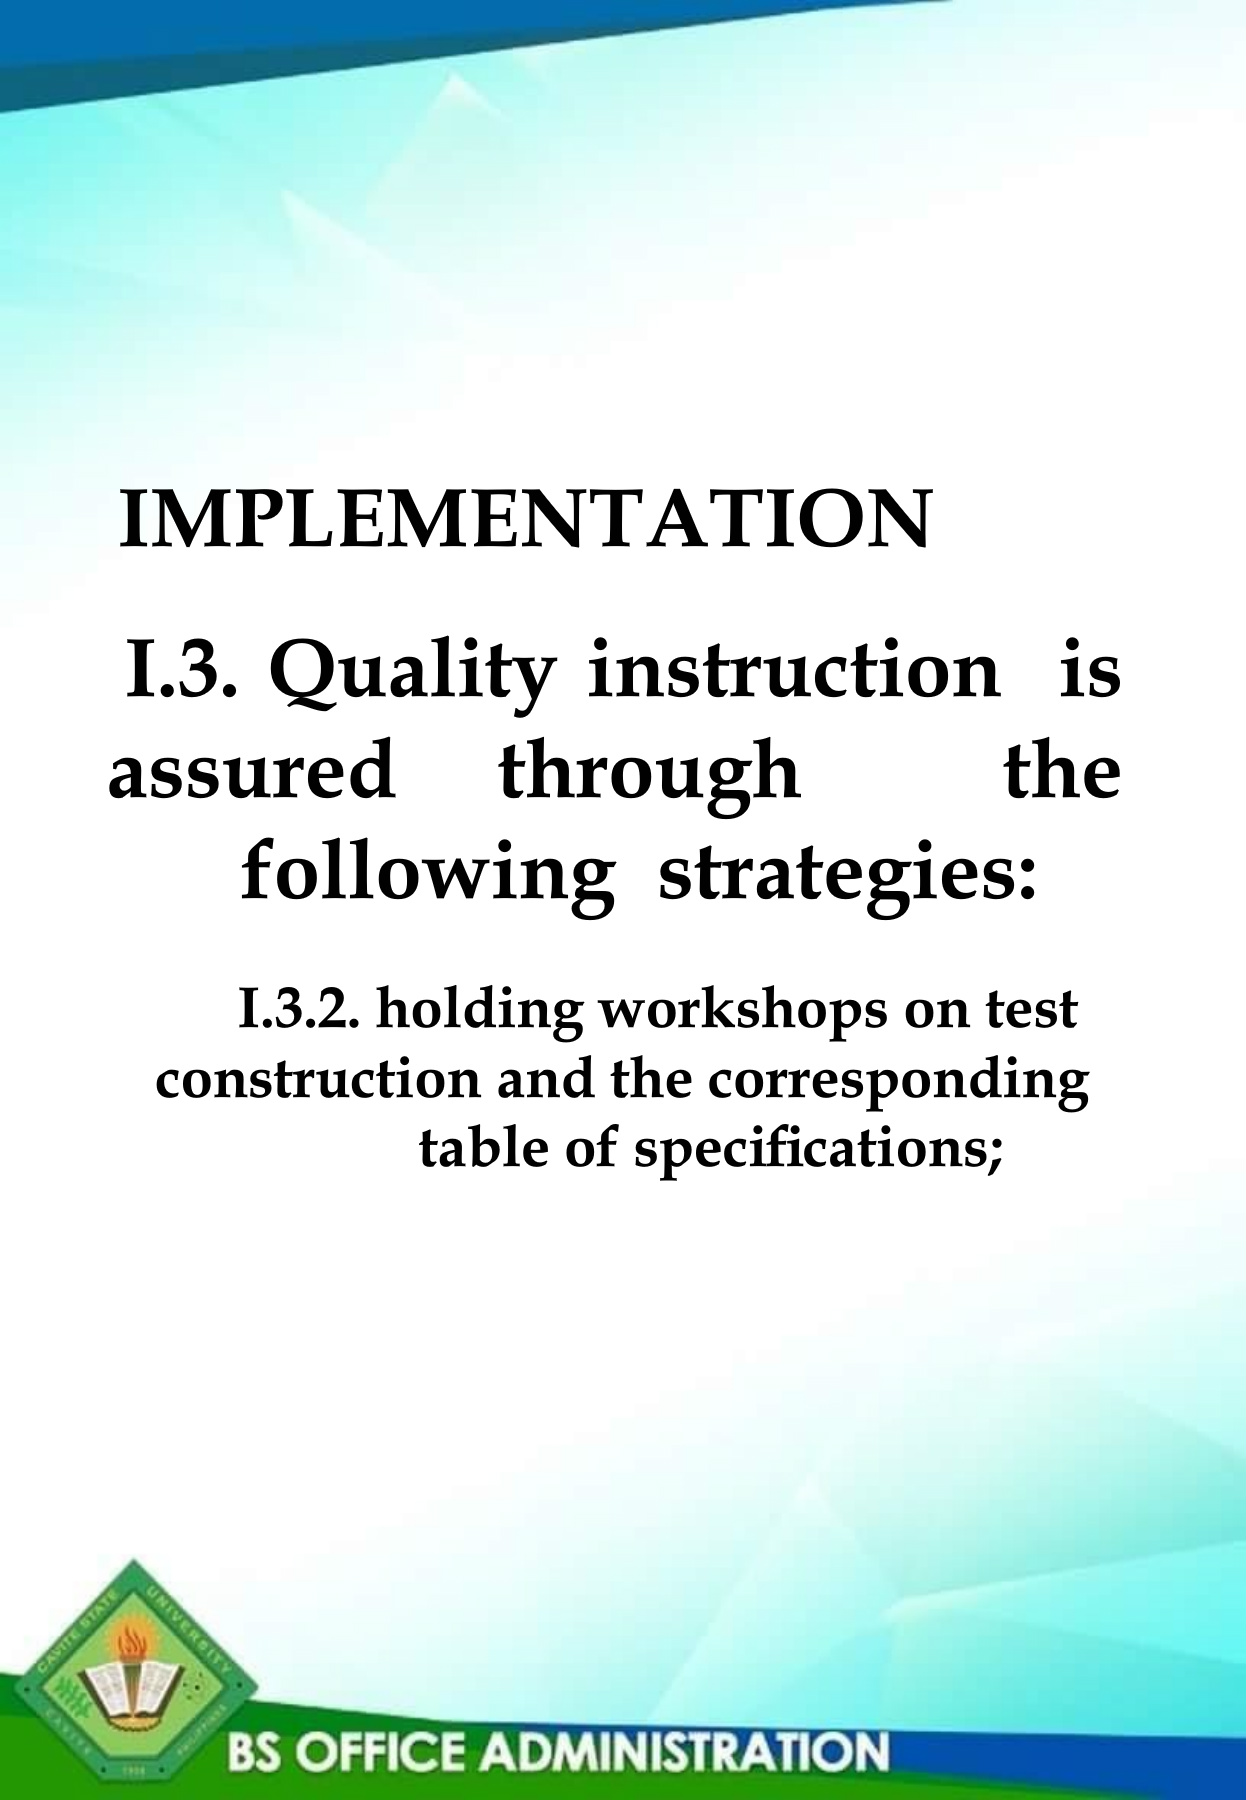 IMPLEMENTATION
I.3. Quality instruction is
assured through the
following strategies:
I.3.2. holding workshops on test
construction and the corresponding
table of specifications;
CAVITE STATE UNIVERSITY
CAVITE PHILIPPINES
1906
BS OFFICE ADMINISTRATION